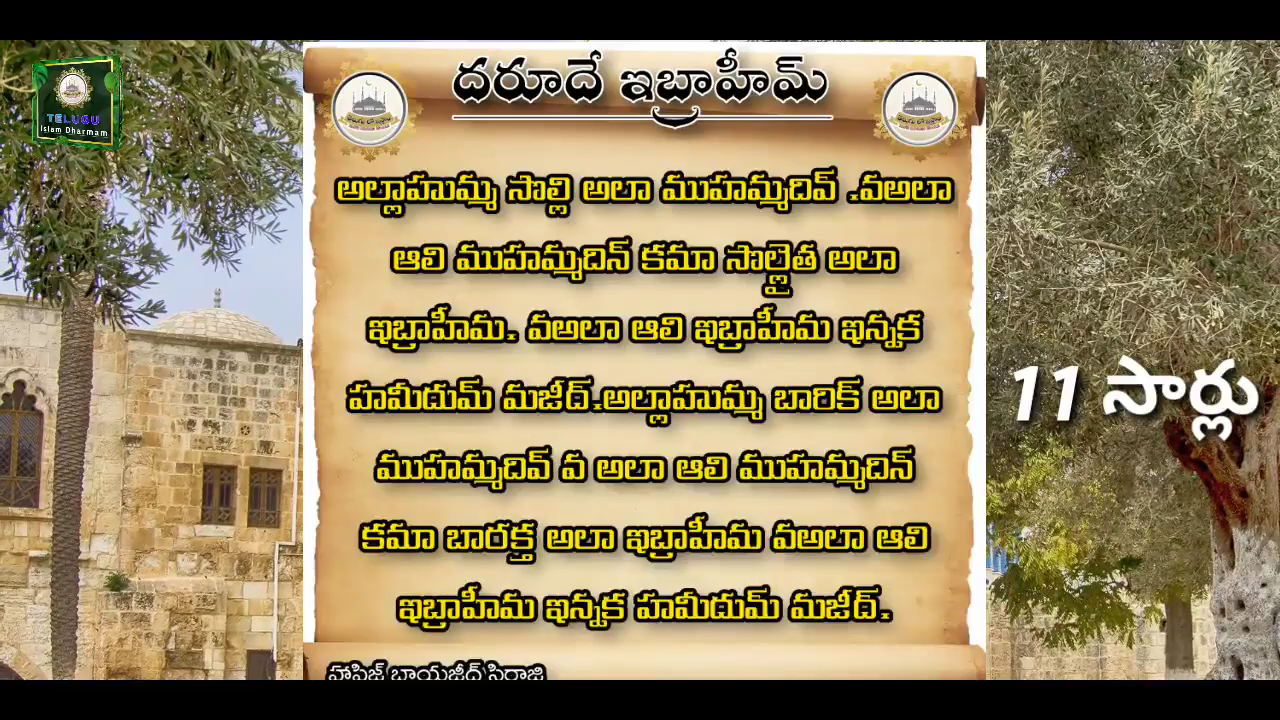 TELUGU
Islam Dharmam
దరూదే ఇబ్రాహీమ్
అల్లాహుమ్మ సొల్లి అలా ముహమ్మదివ్ .వఅలా
ఆలి ముహమ్మదిన్ కమా సొల్లైత అలా
ఇబ్రాహీమ. వఅలా ఆలి ఇబ్రాహీమ ఇన్నక
హమీదుమ్ మజీద్.అల్లాహుమ్మ బారిక్ అలా
ముహమ్మదివ్ వ అలా ఆలి ముహమ్మదిన్
కమా బారక్త అలా ఇబ్రాహీమ వఅలా ఆలి
ఇబ్రాహీమ ఇన్నక హమీదుమ్ మజీద్.
11 సార్లు
హాఫిజ్ బాయజీద్ సిరాజి